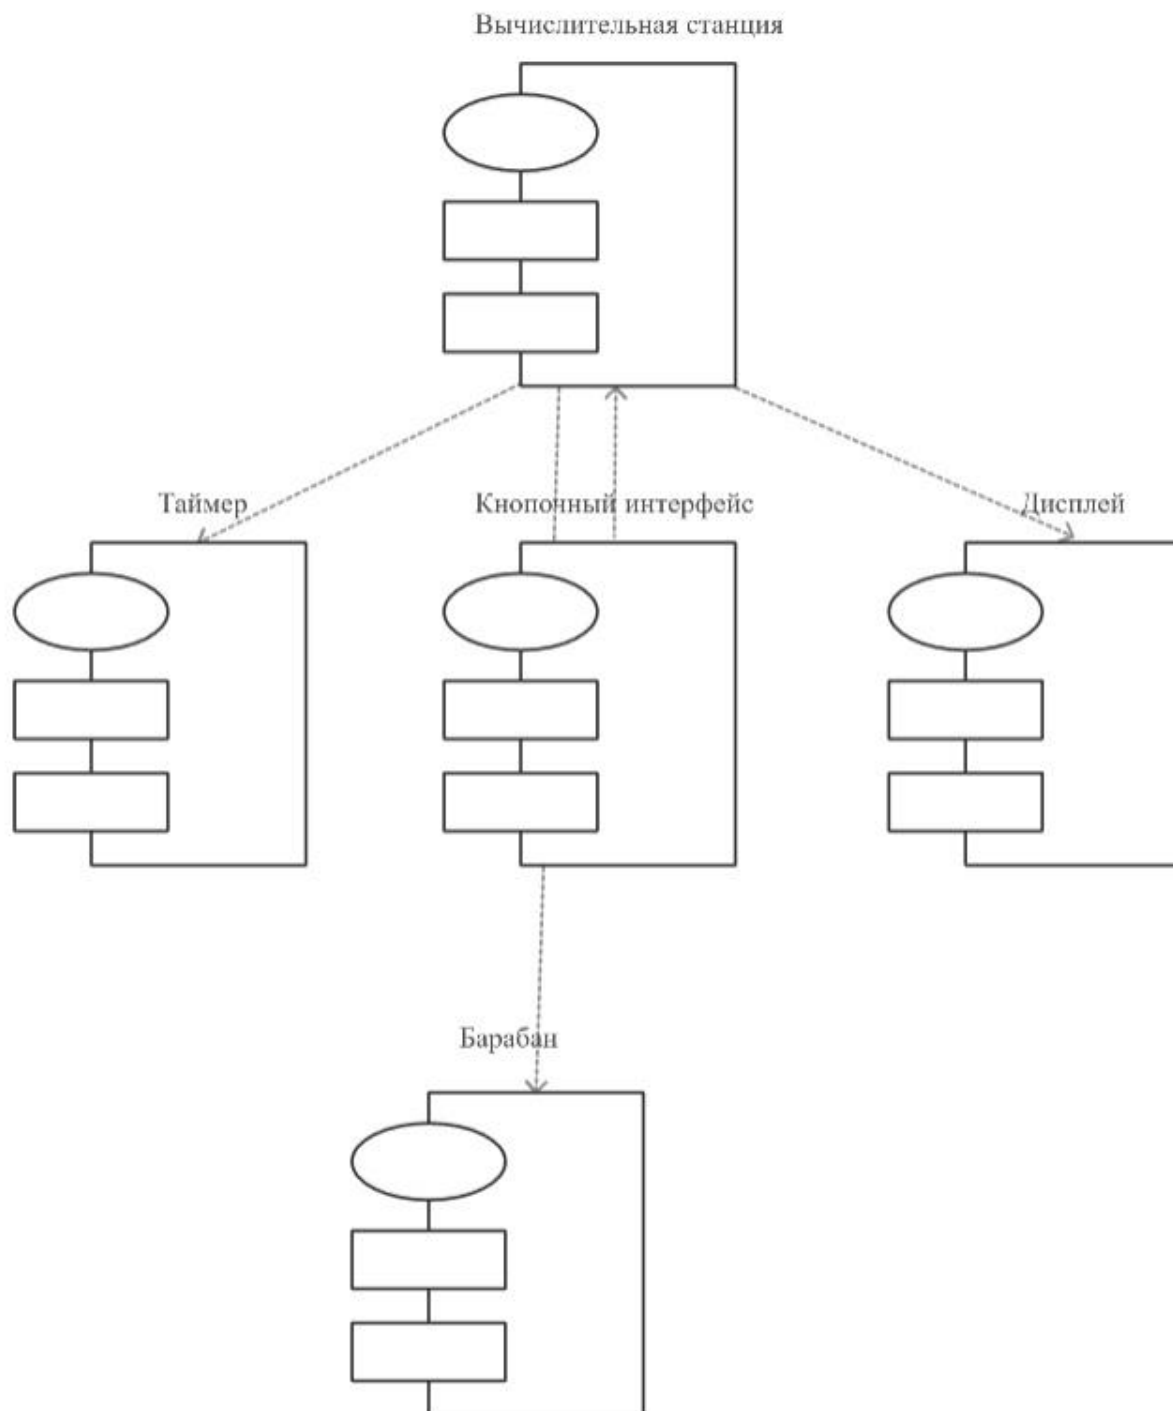 Вычислительная станция
Таймер
Кнопочный интерфейс
Дисплей
Барабан